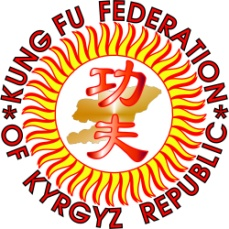 *KUNG FU FEDERATION*
OF KYRGYZ REPUBLIC
功夫